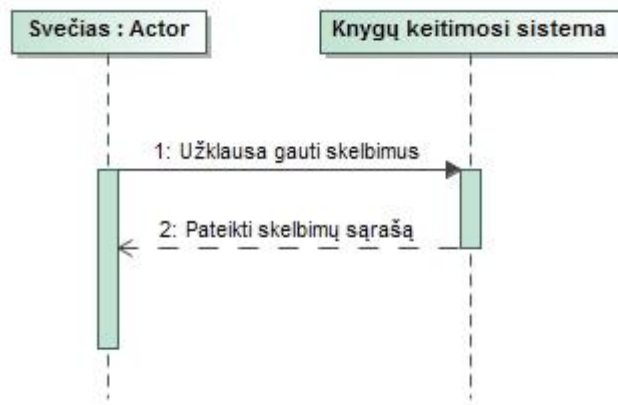 Svečias : Actor
Knygų keitimosi sistema
1: Užklausa gauti skelbimus
2: Pateikti skelbimų sąrašą